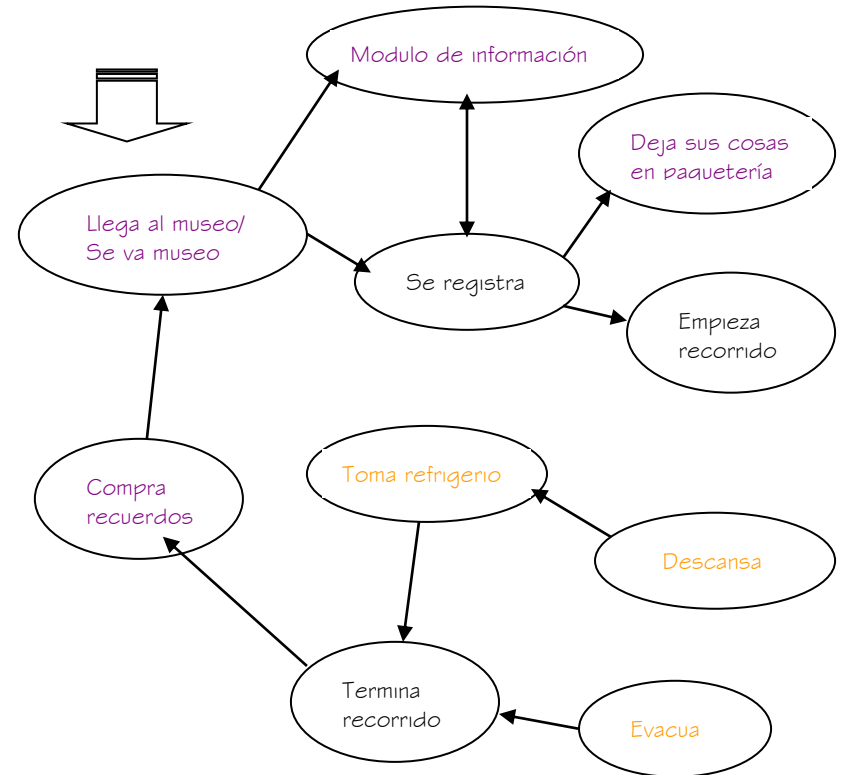 Modulo de información
Deja sus cosas
en paquetería
Llega al museo/
Se va museo
Se registra
Empieza
recorrido
Toma refrigerio
Compra
recuerdos
Descansa
Termina
recorrido
Evacua